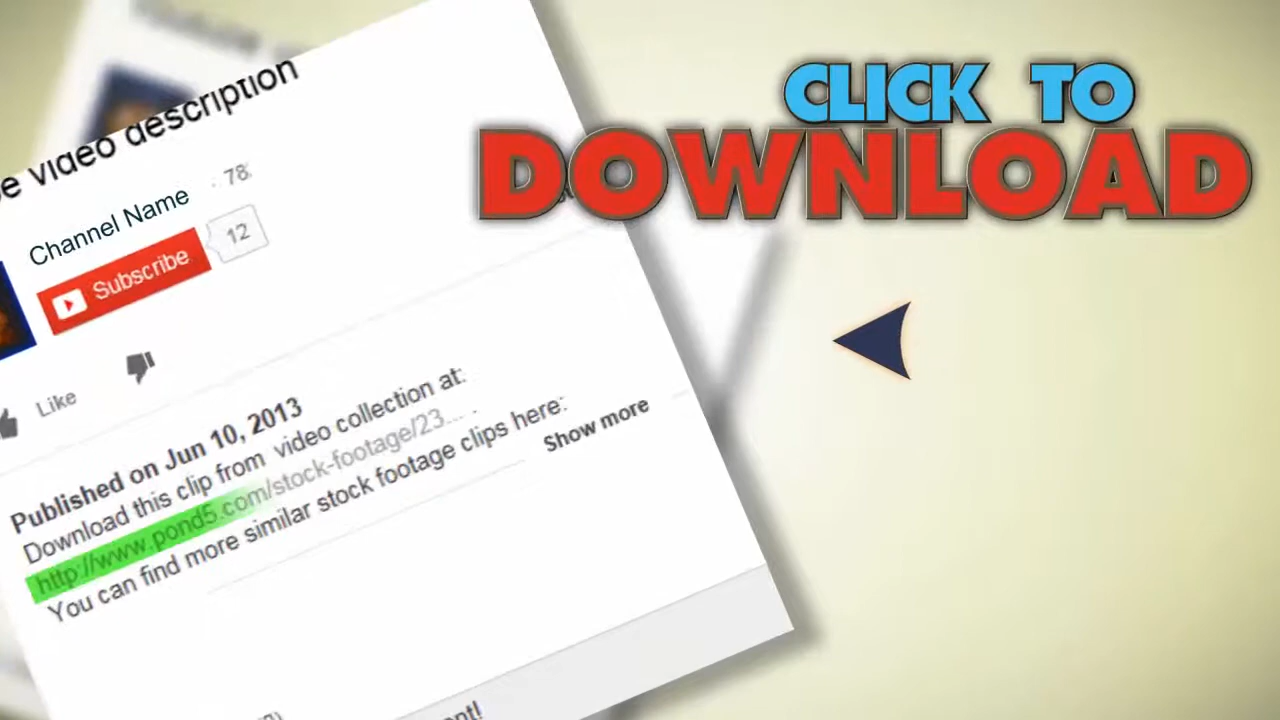 CLICK TO
DOWNLOAD
video description
Channel Name
78
Subscribe
12
Like
Published on Jun 10, 2013
Download this clip from video collection at:
http://www.pond5.com/stock-footage/23...
You can find more similar stock footage clips here:
Show more